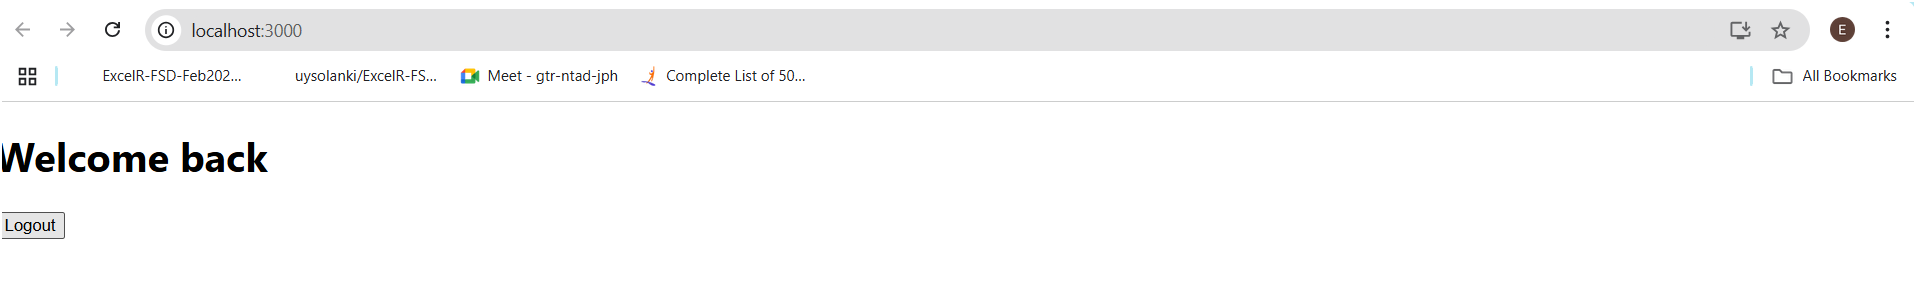 localhost:3000
E
ExcelR-FSD-Feb202...
uysolanki/ExcelR-FS...
Meet - gtr-ntad-jph
Complete List of 50...
All Bookmarks
Welcome back
Logout